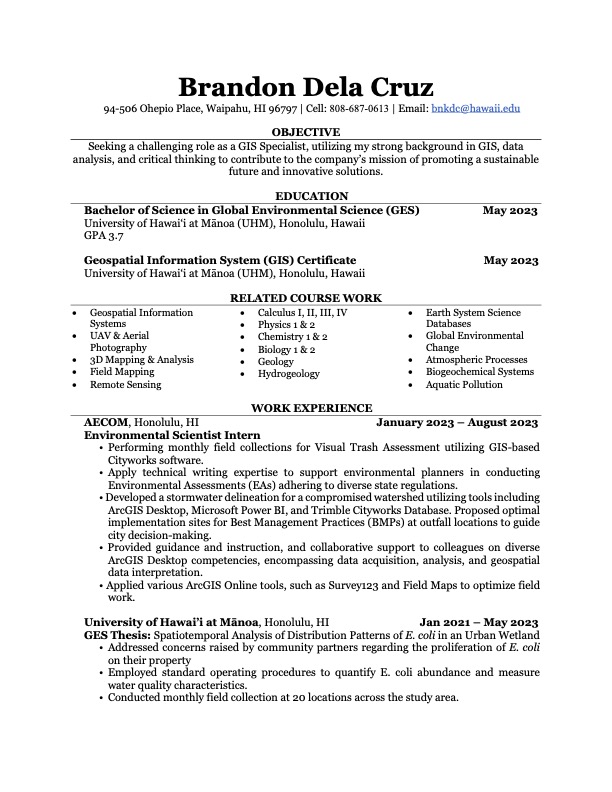 Brandon Dela Cruz
94-506 Ohepio Place, Waipahu, HI 96797 | Cell: 808-687-0613 | Email: bnkdc@hawaii.edu
OBJECTIVE
Seeking a challenging role as a GIS Specialist, utilizing my strong background in GIS, data
analysis, and critical thinking to contribute to the company's mission of promoting a sustainable
future and innovative solutions.
EDUCATION
Bachelor of Science in Global Environmental Science (GES) May 2023
University of Hawai'i at Mānoa (UHM), Honolulu, Hawaii
GPA 3.7
Geospatial Information System (GIS) Certificate May 2023
University of Hawai'i at Mānoa (UHM), Honolulu, Hawaii
RELATED COURSE WORK
• Geospatial Information
Systems
• UAV & Aerial
Photography
• 3D Mapping & Analysis
• Field Mapping
• Remote Sensing
• Calculus I, II, III, IV
• Physics 1 & 2
• Chemistry 1 & 2
• Biology 1 & 2
• Geology
• Hydrogeology
• Earth System Science
Databases
• Global Environmental
Change
• Atmospheric Processes
• Biogeochemical Systems
• Aquatic Pollution
WORK EXPERIENCE
AECOM, Honolulu, HI January 2023 – August 2023
Environmental Scientist Intern
• Performing monthly field collections for Visual Trash Assessment utilizing GIS-based
Cityworks software.
• Apply technical writing expertise to support environmental planners in conducting
Environmental Assessments (EAs) adhering to diverse state regulations.
• Developed a stormwater delineation for a compromised watershed utilizing tools including
ArcGIS Desktop, Microsoft Power BI, and Trimble Cityworks Database. Proposed optimal
implementation sites for Best Management Practices (BMPs) at outfall locations to guide
city decision-making.
• Provided guidance and instruction, and collaborative support to colleagues on diverse
ArcGIS Desktop competencies, encompassing data acquisition, analysis, and geospatial
data interpretation.
• Applied various ArcGIS Online tools, such as Survey123 and Field Maps to optimize field
work.
University of Hawai'i at Mānoa, Honolulu, HI Jan 2021 – May 2023
GES Thesis: Spatiotemporal Analysis of Distribution Patterns of E. coli in an Urban Wetland
• Addressed concerns raised by community partners regarding the proliferation of E. coli
on their property
• Employed standard operating procedures to quantify E. coli abundance and measure
water quality characteristics.
• Conducted monthly field collection at 20 locations across the study area.